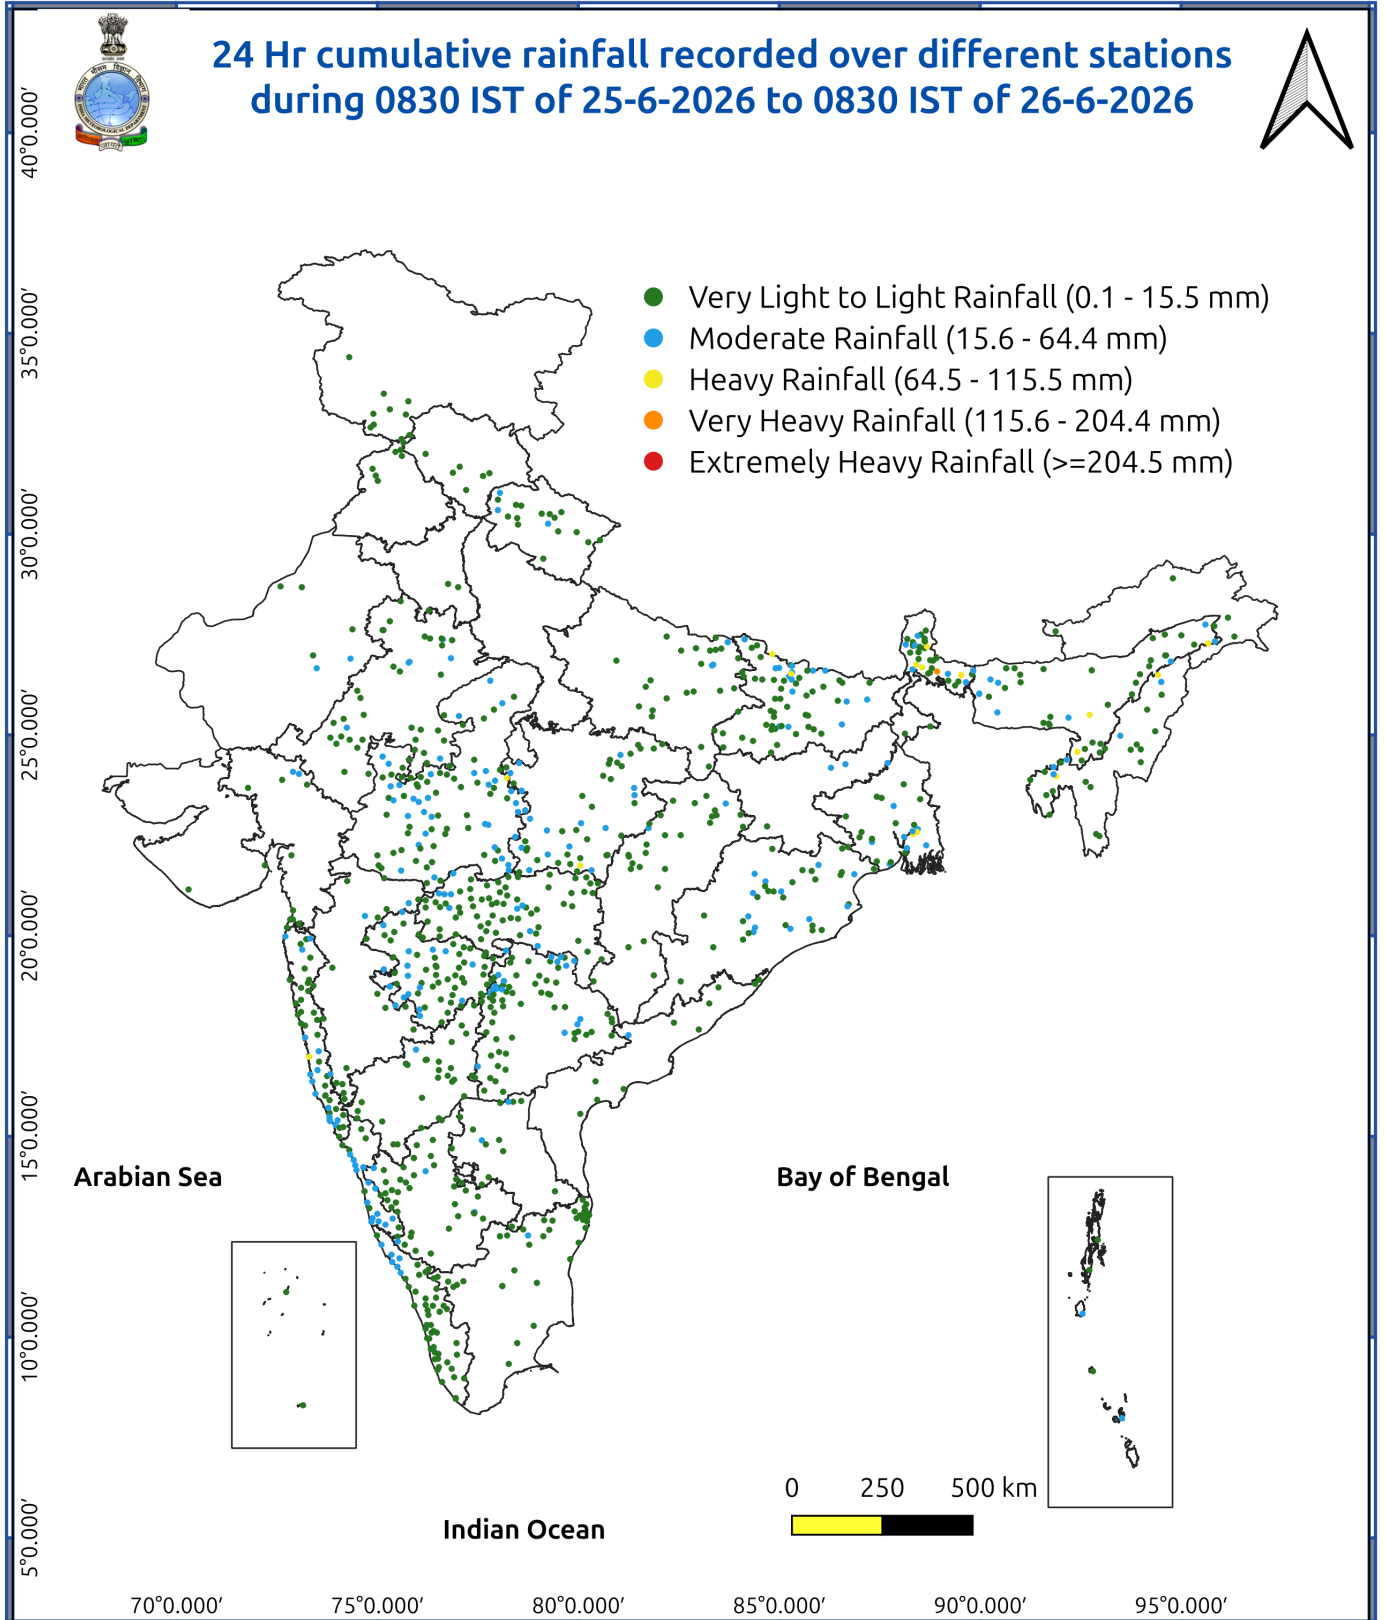 24 Hr cumulative rainfall recorded over different stations
during 0830 IST of 25-6-2026 to 0830 IST of 26-6-2026
Very Light to Light Rainfall (0.1 - 15.5 mm)
Moderate Rainfall (15.6 - 64.4 mm)
Heavy Rainfall (64.5 - 115.5 mm)
Very Heavy Rainfall (115.6 - 204.4 mm)
Extremely Heavy Rainfall (>=204.5 mm)
40°0.000′
35°0.000′
30°0.000′
25°0.000′
20°0.000′
15°0.000′
10°0.000′
5°0.000′
Arabian Sea
Bay of Bengal
Indian Ocean
0 250 500 km
70°0.000′ 75°0.000′ 80°0.000′ 85°0.000′ 90°0.000′ 95°0.000′